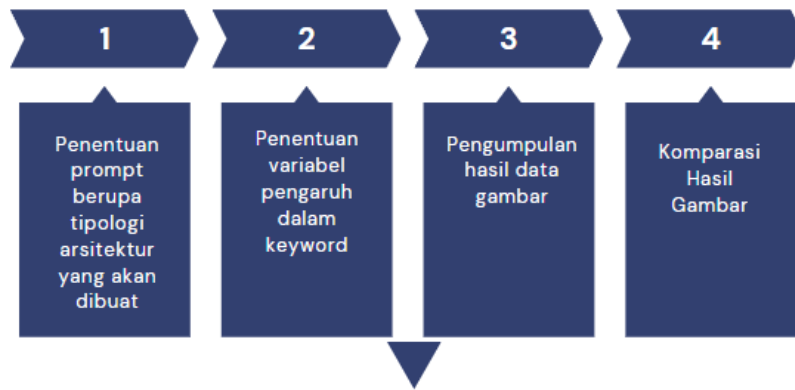 1
2
3
4
Penentuan
prompt
berupa
tipologi
arsitektur
yang akan
dibuat
Penentuan
variabel
pengaruh
dalam
keyword
Pengumpulan
hasil data
gambar
Komparasi
Hasil
Gambar